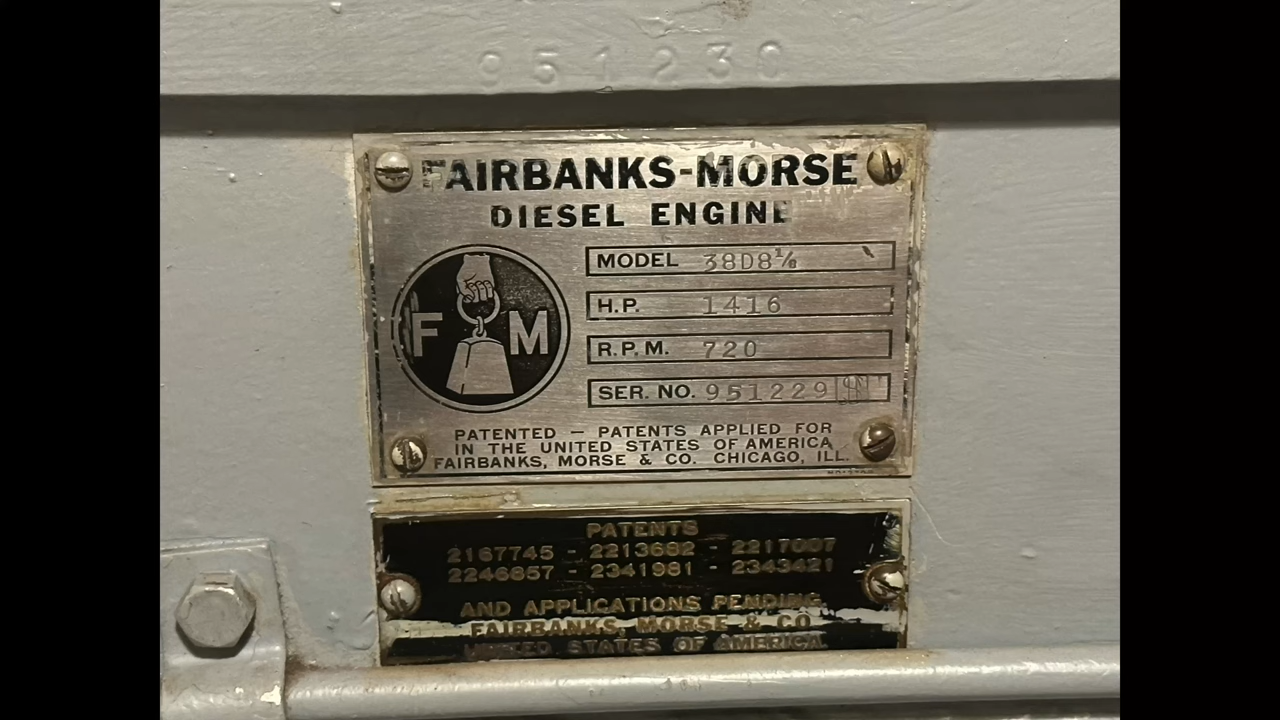 951230
FAIRBANKS-MORSE
DIESEL ENGINE
F M
MODEL 38D8⅛
H.P. 1416
R.P.M. 720
SER. NO. 951229
PATENTED — PATENTS APPLIED FOR
IN THE UNITED STATES OF AMERICA
FAIRBANKS, MORSE & CO. CHICAGO, ILL.
PATENTS
2167745 - 2213682 - 2217007
2246857 - 2341981 - 2343421
AND APPLICATIONS PENDING
FAIRBANKS, MORSE & CO
UNITED STATES OF AMERICA